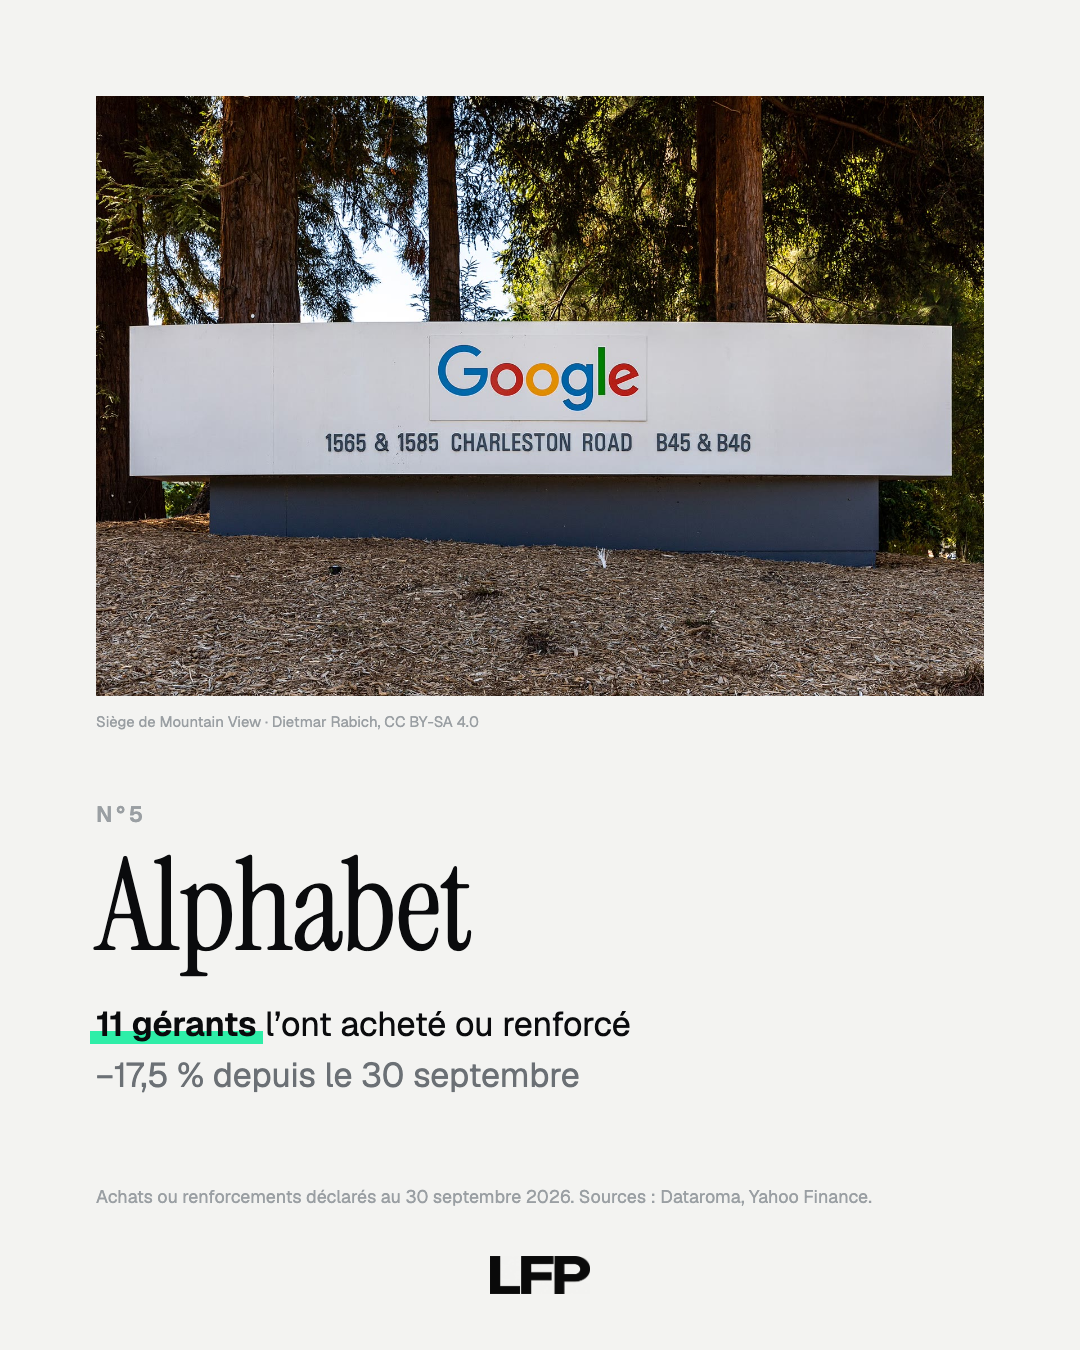 Google
1565 & 1585 CHARLESTON ROAD B45 & B46
Siège de Mountain View · Dietmar Rabich, CC BY-SA 4.0
N°5
Alphabet
11 gérants l’ont acheté ou renforcé
−17,5 % depuis le 30 septembre
Achats ou renforcements déclarés au 30 septembre 2026. Sources : Dataroma, Yahoo Finance.
LFP